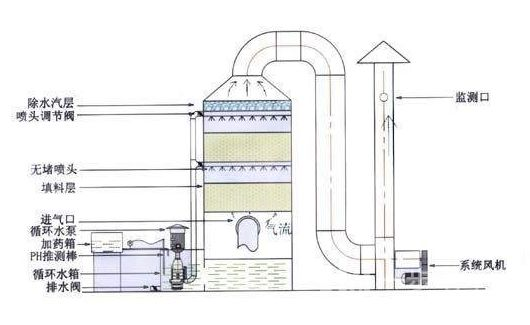 除水汽层
喷头调节阀
监测口
无堵喷头
填料层
进气口
气流
循环水泵
加药箱
PH推测棒
循环水箱
排水阀
系统风机